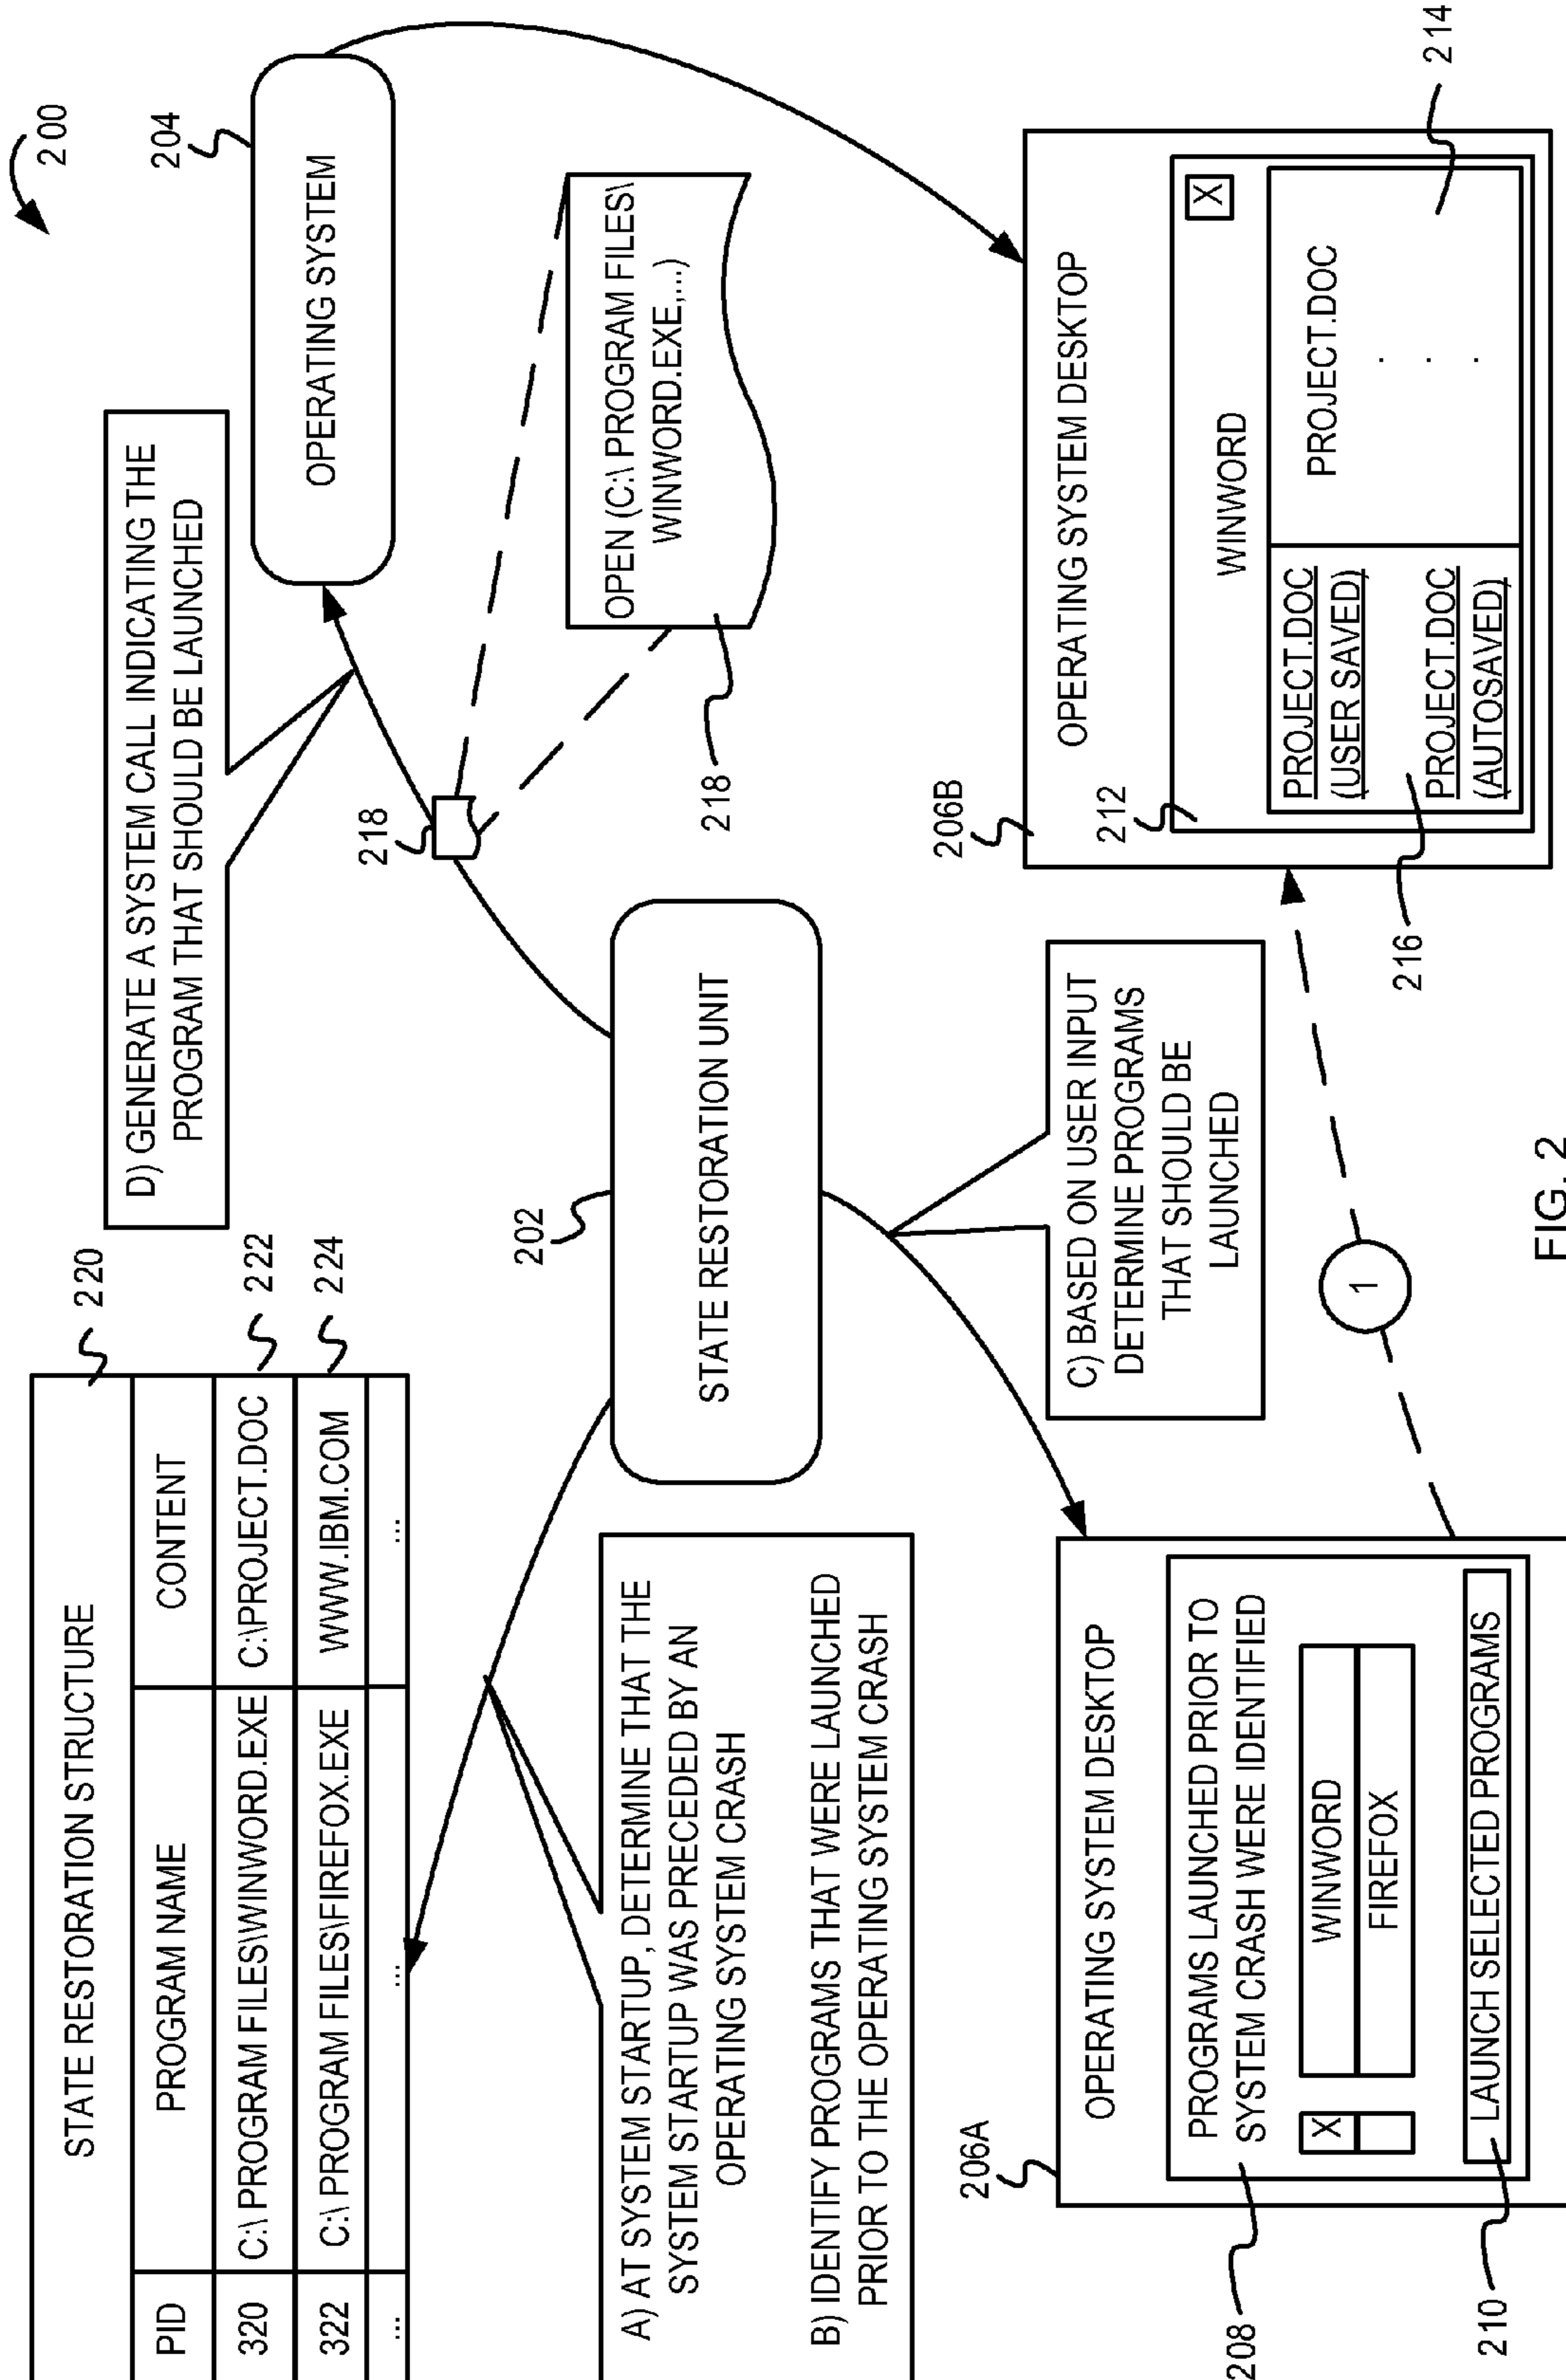 200
STATE RESTORATION STRUCTURE
220
PID PROGRAM NAME CONTENT
320 C:\ PROGRAM FILES\WINWORD.EXE C:\PROJECT.DOC 222
322 C:\ PROGRAM FILES\FIREFOX.EXE WWW.IBM.COM 224
... ... ...
D) GENERATE A SYSTEM CALL INDICATING THE
PROGRAM THAT SHOULD BE LAUNCHED
204
OPERATING SYSTEM
218
OPEN (C:\ PROGRAM FILES\
WINWORD.EXE,...)
218
A) AT SYSTEM STARTUP, DETERMINE THAT THE
SYSTEM STARTUP WAS PRECEDED BY AN
OPERATING SYSTEM CRASH
B) IDENTIFY PROGRAMS THAT WERE LAUNCHED
PRIOR TO THE OPERATING SYSTEM CRASH
202
STATE RESTORATION UNIT
C) BASED ON USER INPUT
DETERMINE PROGRAMS
THAT SHOULD BE
LAUNCHED
206A
OPERATING SYSTEM DESKTOP
PROGRAMS LAUNCHED PRIOR TO
SYSTEM CRASH WERE IDENTIFIED
208
X WINWORD
FIREFOX
LAUNCH SELECTED PROGRAMS
210
1
206B
OPERATING SYSTEM DESKTOP
212
WINWORD X
PROJECT.DOC
(USER SAVED)
PROJECT.DOC
(AUTOSAVED)
PROJECT.DOC
.
.
.
216
214
FIG. 2